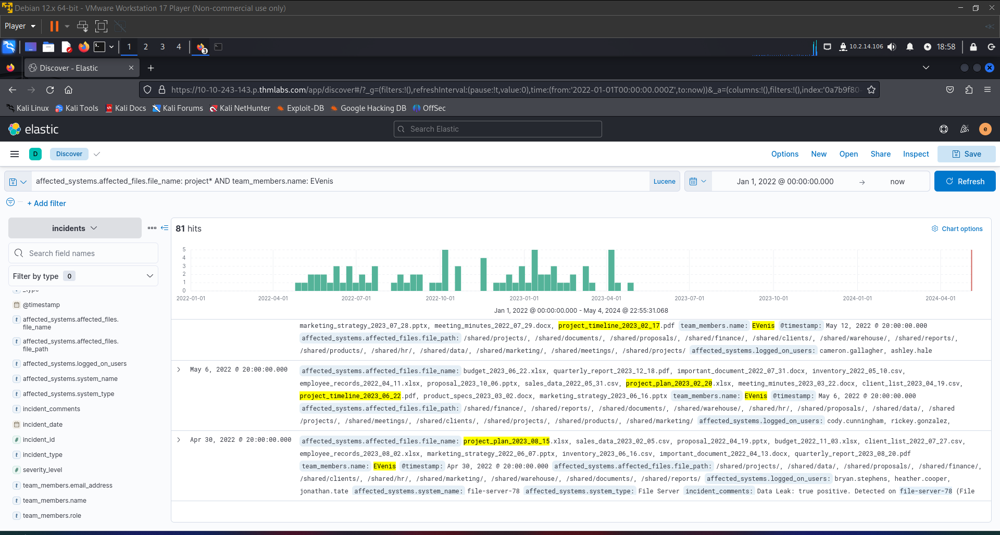 Debian 12.x 64-bit - VMware Workstation 17 Player (Non-commercial use only)
Player
1 2 3 4 3 10.2.14.106 18:58
Discover - Elastic
https://10-10-243-143.p.thmlabs.com/app/discover#/?_g=(filters:!(),refreshInterval:(pause:!t,value:0),time:(from:'2022-01-01T00:00:00.000Z',to:now))&_a=(columns:!(),filters:!(),index:'0a7b9f80-
Kali Linux Kali Tools Kali Docs Kali Forums Kali NetHunter Exploit-DB Google Hacking DB OffSec
elastic
Search Elastic
e
D Discover Options New Open Share Inspect Save
affected_systems.affected_files.file_name: project* AND team_members.name: EVenis Lucene Jan 1, 2022 @ 00:00:00.000 → now Refresh
+ Add filter
incidents
Search field names
Filter by type 0
_type
@timestamp
t affected_systems.affected_files.
file_name
t affected_systems.affected_files.
file_path
t affected_systems.logged_on_users
t affected_systems.system_name
t affected_systems.system_type
t incident_comments
incident_date
# incident_id
t incident_type
# severity_level
t team_members.email_address
t team_members.name
t team_members.role
81 hits
Chart options
5
4
3
2
1
0
2022-01-01 2022-04-01 2022-07-01 2022-10-01 2023-01-01 2023-04-01 2023-07-01 2023-10-01 2024-01-01 2024-04-01
Jan 1, 2022 @ 00:00:00.000 - May 4, 2024 @ 22:55:31.068
marketing_strategy_2023_07_28.pptx, meeting_minutes_2022_07_29.docx, project_timeline_2023_02_17.pdf team_members.name: EVenis @timestamp: May 12, 2022 @ 20:00:00.000
affected_systems.affected_files.file_path: /shared/projects/, /shared/documents/, /shared/proposals/, /shared/finance/, /shared/clients/, /shared/warehouse/, /shared/reports/,
/shared/products/, /shared/hr/, /shared/data/, /shared/marketing/, /shared/meetings/, /shared/projects/ affected_systems.logged_on_users: cameron.gallagher, ashley.hale
May 6, 2022 @ 20:00:00.000 affected_systems.affected_files.file_name: budget_2023_06_22.xlsx, quarterly_report_2023_12_18.pdf, important_document_2022_07_31.docx, inventory_2022_05_10.csv,
employee_records_2022_04_11.xlsx, proposal_2023_10_06.pptx, sales_data_2022_05_31.csv, project_plan_2023_02_20.xlsx, meeting_minutes_2023_03_22.docx, client_list_2023_04_19.csv,
project_timeline_2023_06_22.pdf, product_specs_2023_03_02.docx, marketing_strategy_2023_06_16.pptx team_members.name: EVenis @timestamp: May 6, 2022 @ 20:00:00.000
affected_systems.affected_files.file_path: /shared/finance/, /shared/reports/, /shared/documents/, /shared/warehouse/, /shared/hr/, /shared/proposals/, /shared/data/, /shared
/projects/, /shared/meetings/, /shared/clients/, /shared/projects/, /shared/products/, /shared/marketing/ affected_systems.logged_on_users: cody.cunningham, rickey.gonzalez,
Apr 30, 2022 @ 20:00:00.000 affected_systems.affected_files.file_name: project_plan_2023_08_15.xlsx, sales_data_2023_02_05.csv, proposal_2022_04_19.pptx, budget_2022_11_03.xlsx, client_list_2022_07_27.csv,
employee_records_2023_08_02.xlsx, marketing_strategy_2022_06_07.pptx, inventory_2023_06_16.csv, important_document_2022_04_13.docx, quarterly_report_2023_08_20.pdf
team_members.name: EVenis @timestamp: Apr 30, 2022 @ 20:00:00.000 affected_systems.affected_files.file_path: /shared/projects/, /shared/data/, /shared/proposals/, /shared/finance/,
/shared/clients/, /shared/hr/, /shared/marketing/, /shared/warehouse/, /shared/documents/, /shared/reports/ affected_systems.logged_on_users: bryan.stephens, heather.cooper,
jonathan.tate affected_systems.system_name: file-server-78 affected_systems.system_type: File Server incident_comments: Data Leak: true positive. Detected on file-server-78 (File